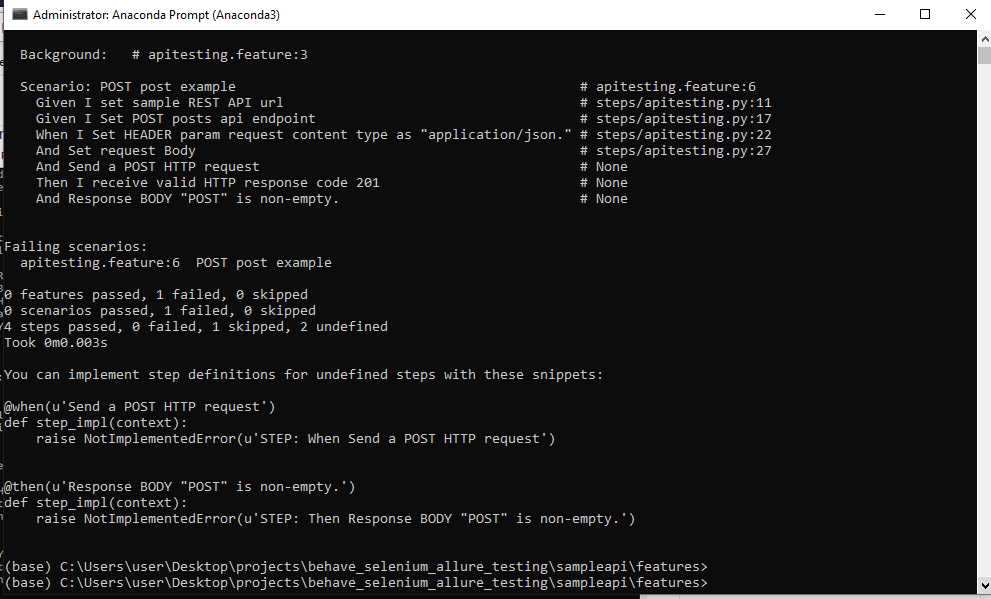 Administrator: Anaconda Prompt (Anaconda3)
Background:   # apitesting.feature:3
Scenario: POST post example                                           # apitesting.feature:6
Given I set sample REST API url                                     # steps/apitesting.py:11
Given I Set POST posts api endpoint                                 # steps/apitesting.py:17
When I Set HEADER param request content type as "application/json." # steps/apitesting.py:22
And Set request Body                                                # steps/apitesting.py:27
And Send a POST HTTP request                                        # None
Then I receive valid HTTP response code 201                         # None
And Response BODY "POST" is non-empty.                              # None
Failing scenarios:
apitesting.feature:6  POST post example
0 features passed, 1 failed, 0 skipped
0 scenarios passed, 1 failed, 0 skipped
4 steps passed, 0 failed, 1 skipped, 2 undefined
Took 0m0.003s
You can implement step definitions for undefined steps with these snippets:
@when(u'Send a POST HTTP request')
def step_impl(context):
raise NotImplementedError(u'STEP: When Send a POST HTTP request')
@then(u'Response BODY "POST" is non-empty.')
def step_impl(context):
raise NotImplementedError(u'STEP: Then Response BODY "POST" is non-empty.')
(base) C:\Users\user\Desktop\projects\behave_selenium_allure_testing\sampleapi\features>
(base) C:\Users\user\Desktop\projects\behave_selenium_allure_testing\sampleapi\features>